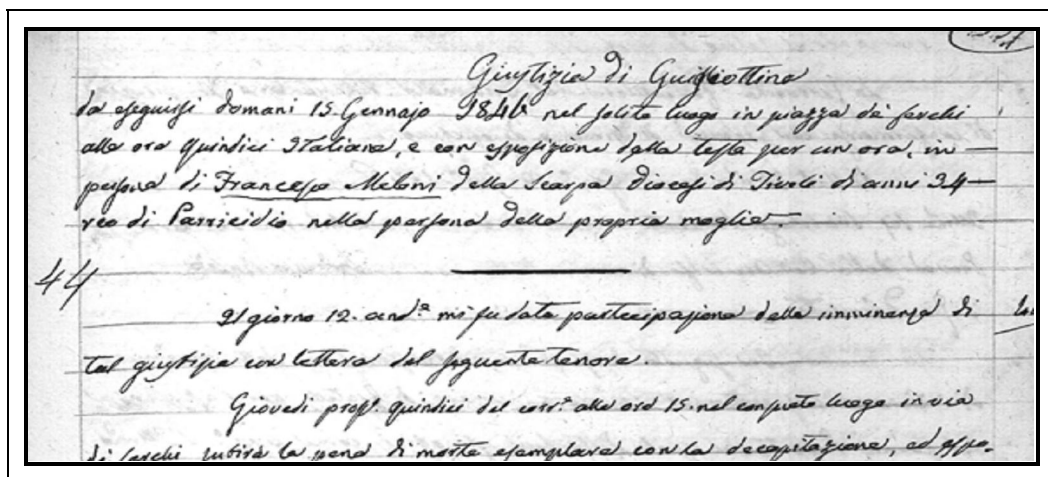 Giustizia di Guigliottina
da eseguirsi domani 15. Gennajo 1846 nel solito luogo in piazza de' Cerchi
alle ore quindici Italiane, e con esposizione della testa per un ora, in
persona di Francesco Meloni della Scarpa Diocesi di Tivoli di anni 34
reo di Parricidio nella persona della propria moglie
44
Il giorno 12. and.e mi fu data partecipazione della imminenza di
tal giustizia con lettera del seguente tenore.
Giovedi pross.o quindici del corr.e alle ore 15. nel consueto luogo in via
di Cerchi subirà la pena di morte esemplare con la decapitazione, ed espo-